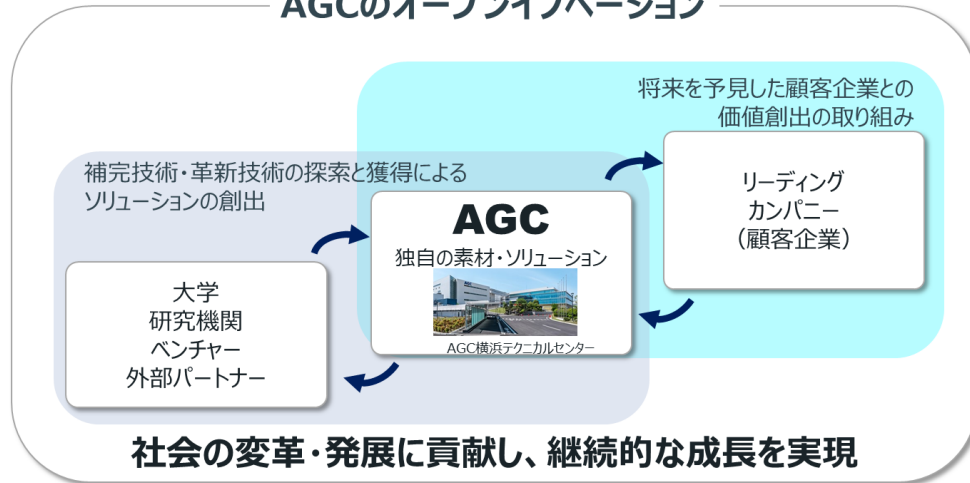 AGCのオープンイノベーション
将来を予見した顧客企業との
価値創出の取り組み
補完技術・革新技術の探索と獲得による
ソリューションの創出
リーディング
カンパニー
（顧客企業）
AGC
独自の素材・ソリューション
AGC横浜テクニカルセンター
大学
研究機関
ベンチャー
外部パートナー
社会の変革・発展に貢献し、継続的な成長を実現